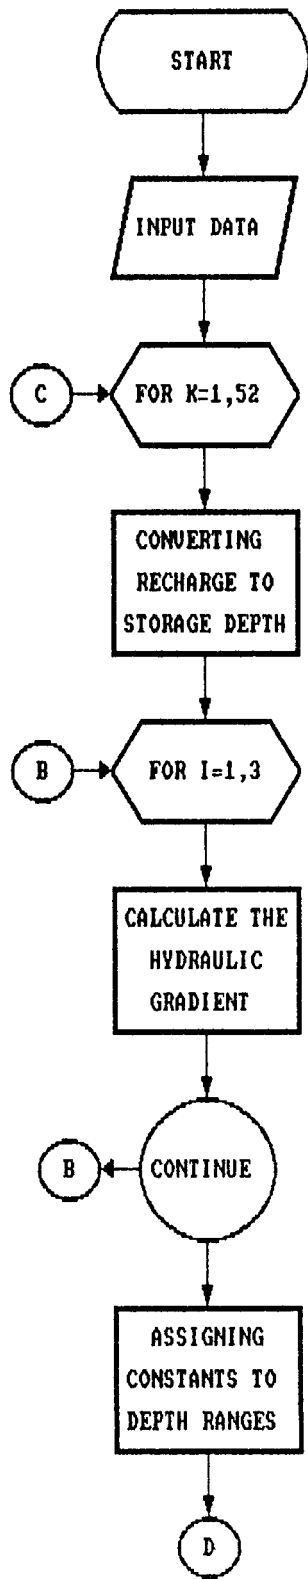 START
INPUT DATA
C
FOR K=1,52
CONVERTING
RECHARGE TO
STORAGE DEPTH
B
FOR I=1,3
CALCULATE THE
HYDRAULIC
GRADIENT
B
CONTINUE
ASSIGNING
CONSTANTS TO
DEPTH RANGES
D